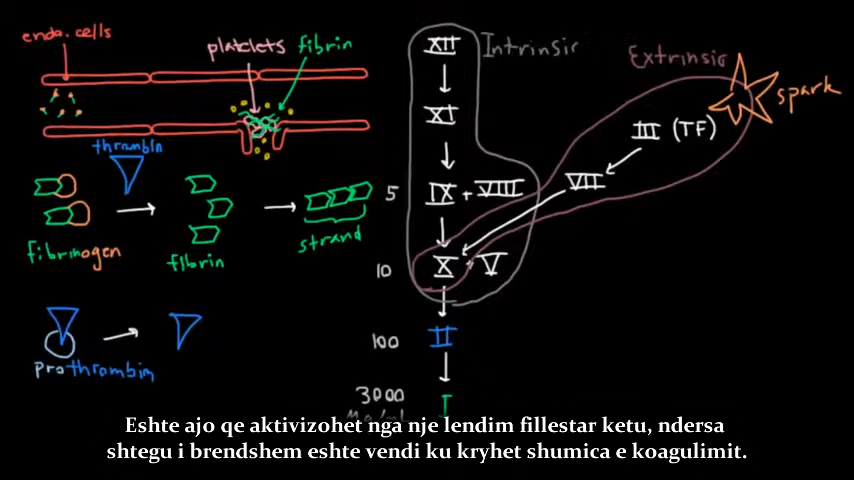 endo. cells
platelets
fibrin
thrombin
fibrinogen
fibrin
strand
prothrombin
XII
Intrinsic
XI
5
IX + VIII
10
X + V
100
II
3000
I
Extrinsic
spark
III (TF)
VII
Eshte ajo qe aktivizohet nga nje lendim fillestar ketu, ndersa
shtegu i brendshem eshte vendi ku kryhet shumica e koagulimit.